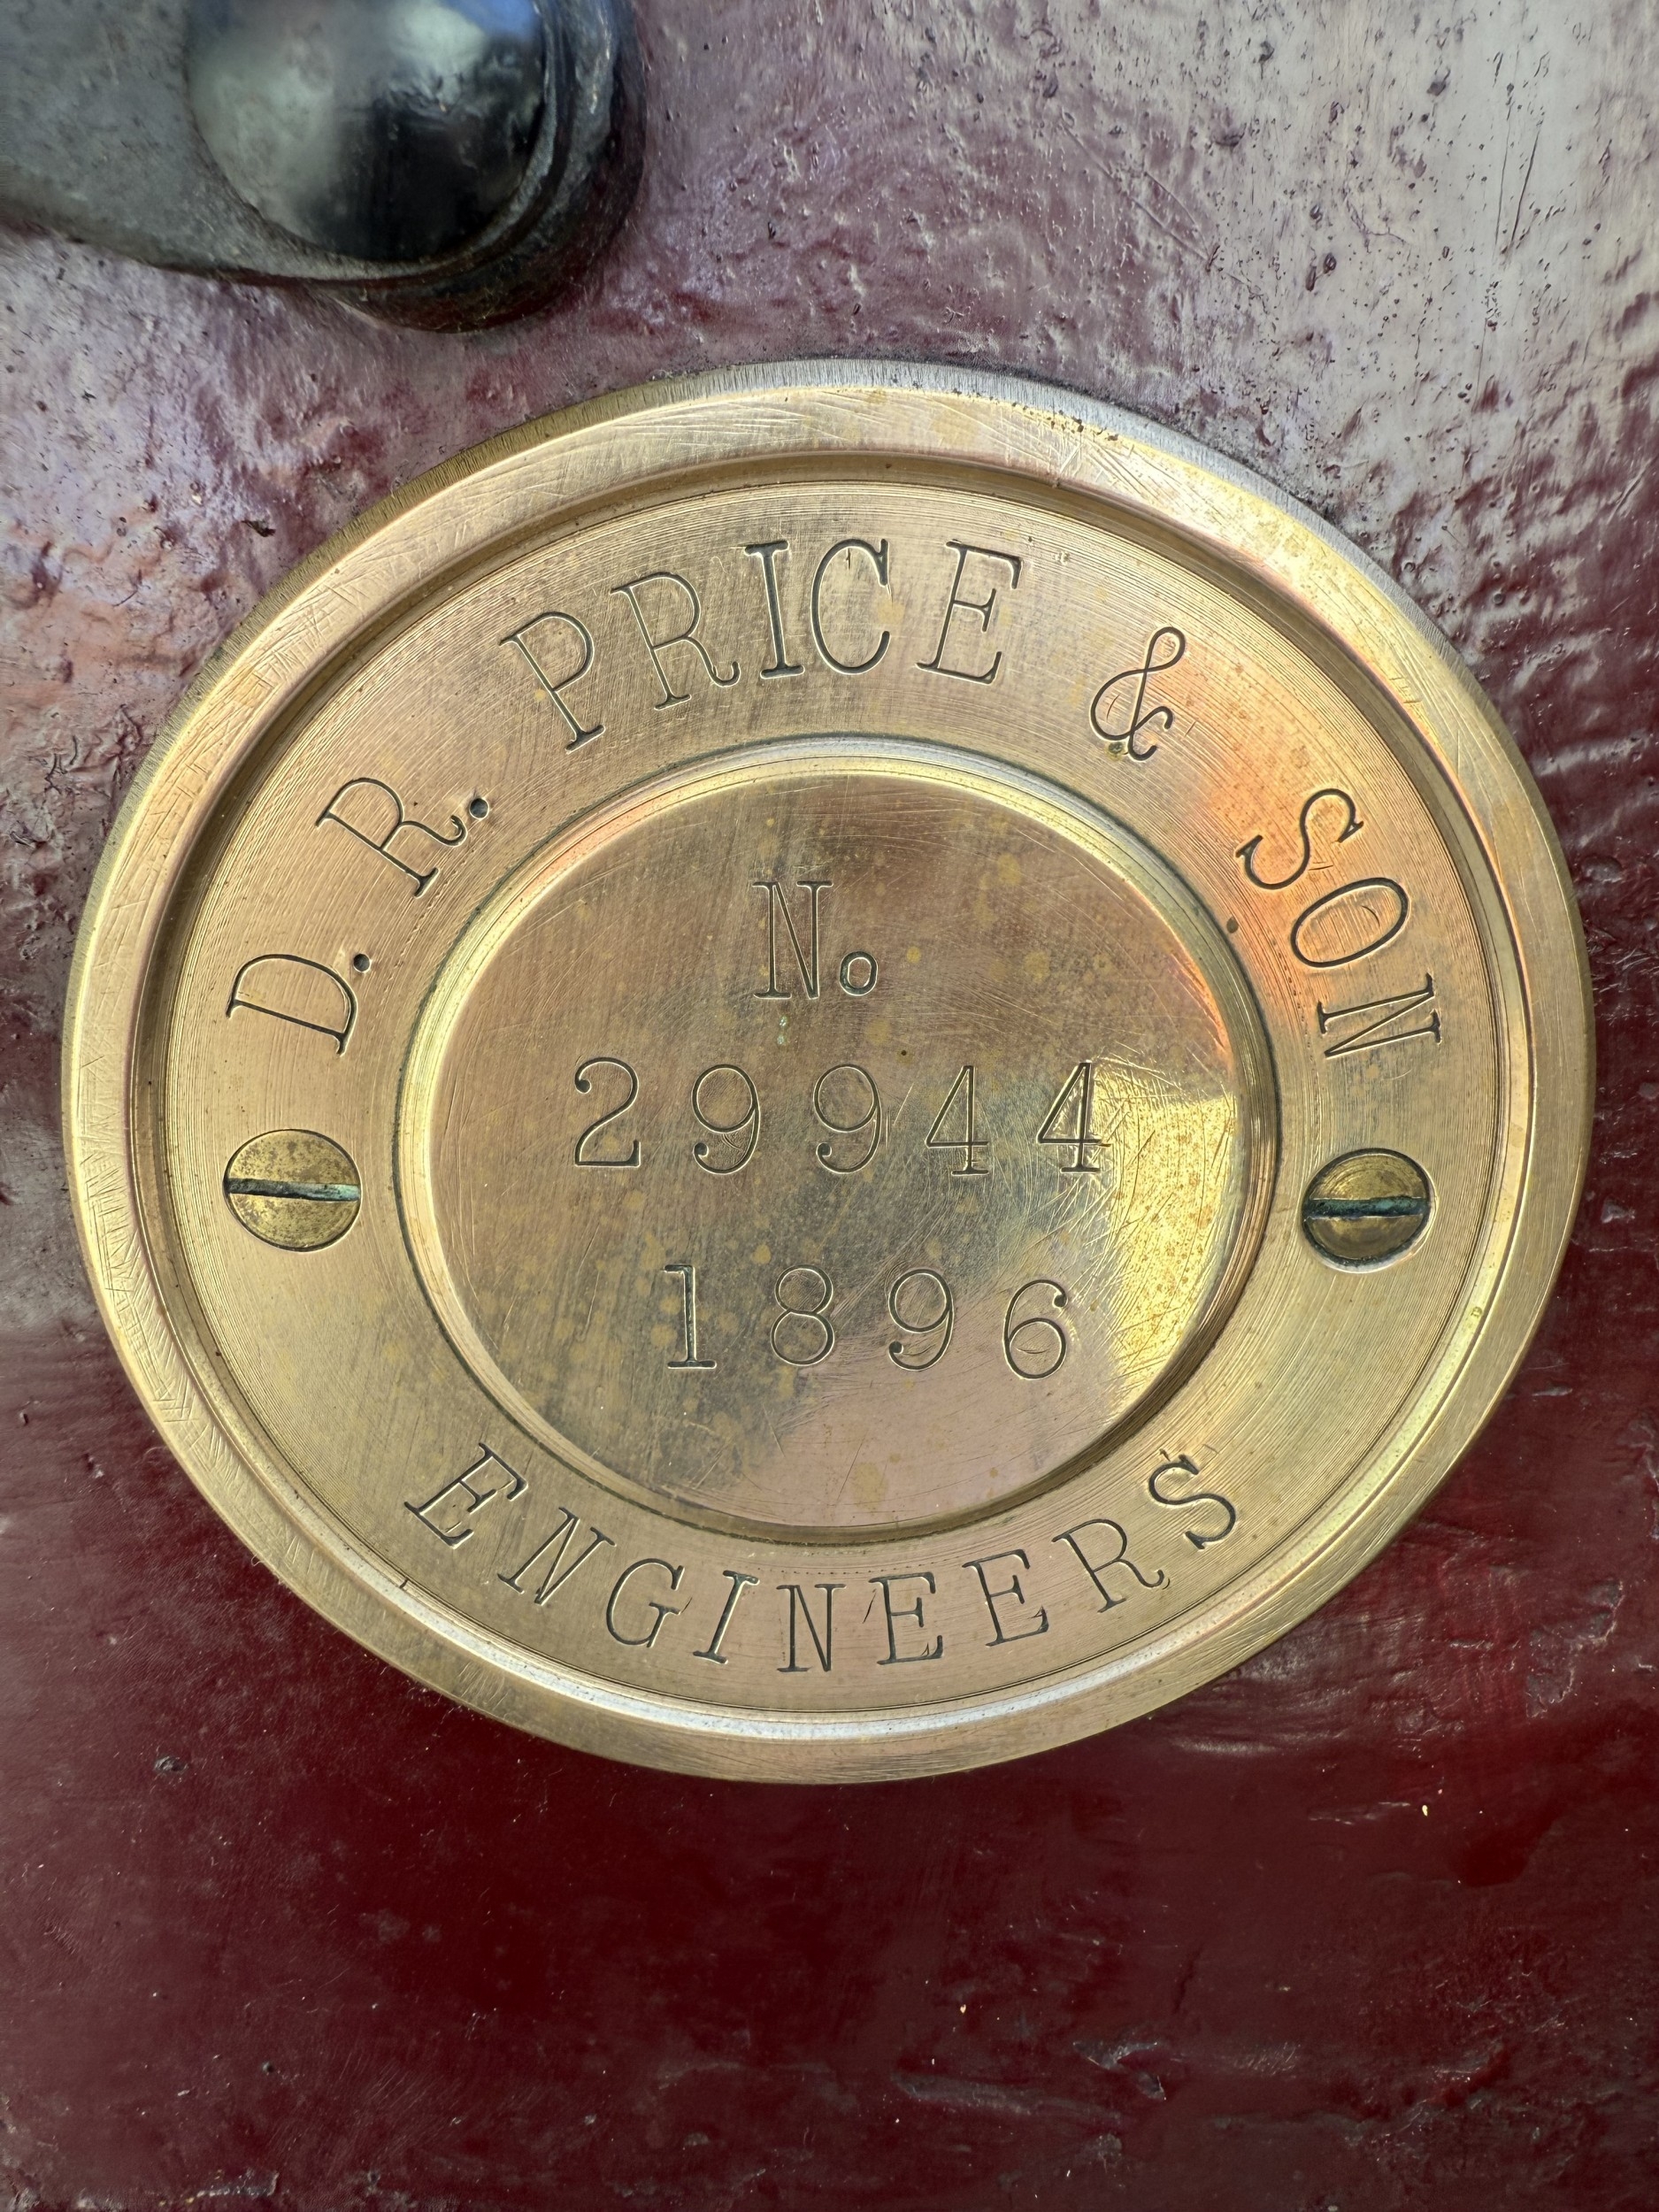 D. R. PRICE & SON
No
29944
1896
ENGINEERS